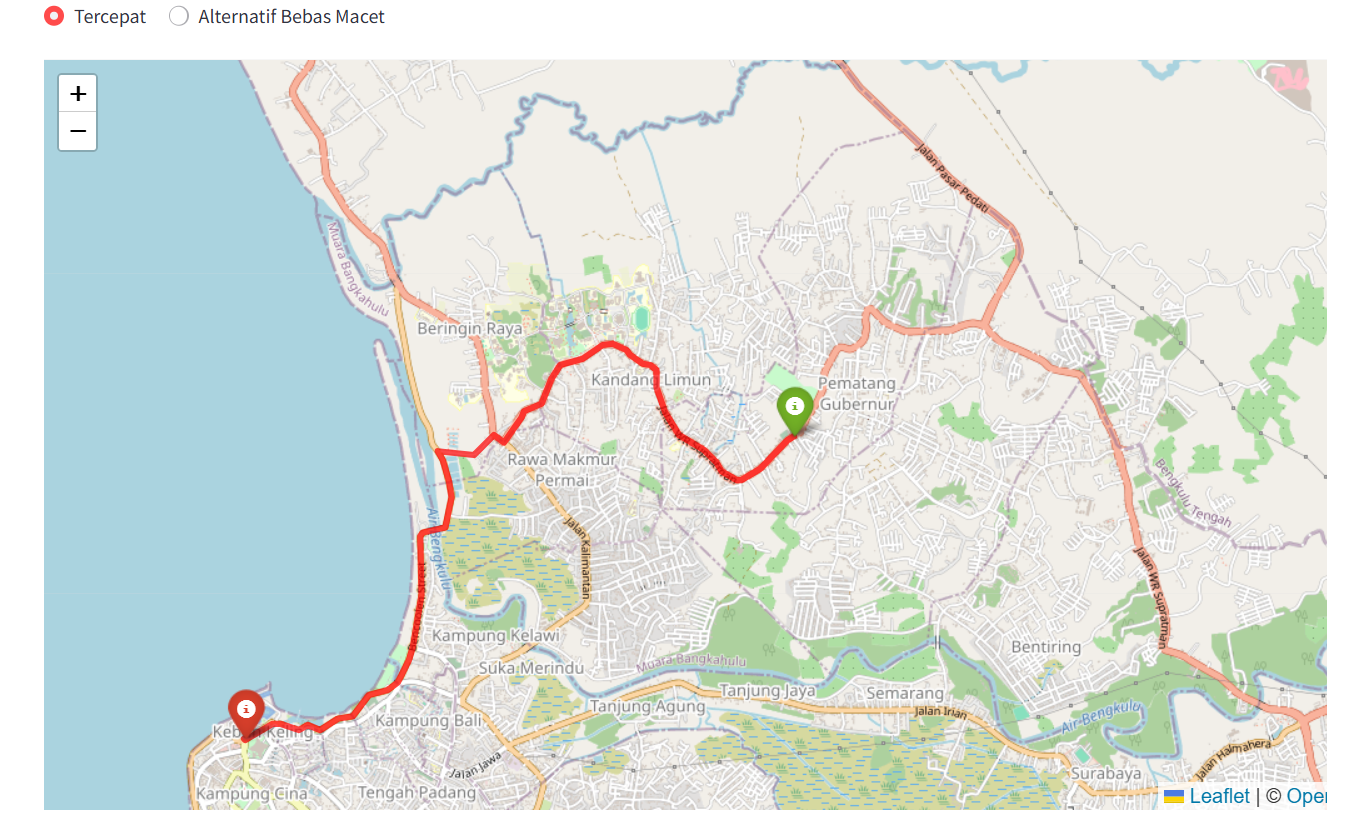 Tercepat
Alternatif Bebas Macet
+
−
Jalan Pasar Pedati
Muara Bangkahulu
Beringin Raya
Kandang Limun
Pematang
Gubernur
Jalan WR Supratman
Rawa Makmur
Permai
Bengkulu Tengah
Air Bengkulu
Jalan Kalimantan
Jalan WR Supratman
Bencoolen Street
Kampung Kelawi
Suka Merindu
Muara Bangkahulu
Bentiring
Tanjung Jaya
Semarang
Tanjung Agung
Jalan Irian
Air-Bengkulu
Kampung Bali
Keling
Jalan Halmahera
Jalan Jawa
Surabaya
Kampung Cina
Tengah Padang
Leaflet | © Oper